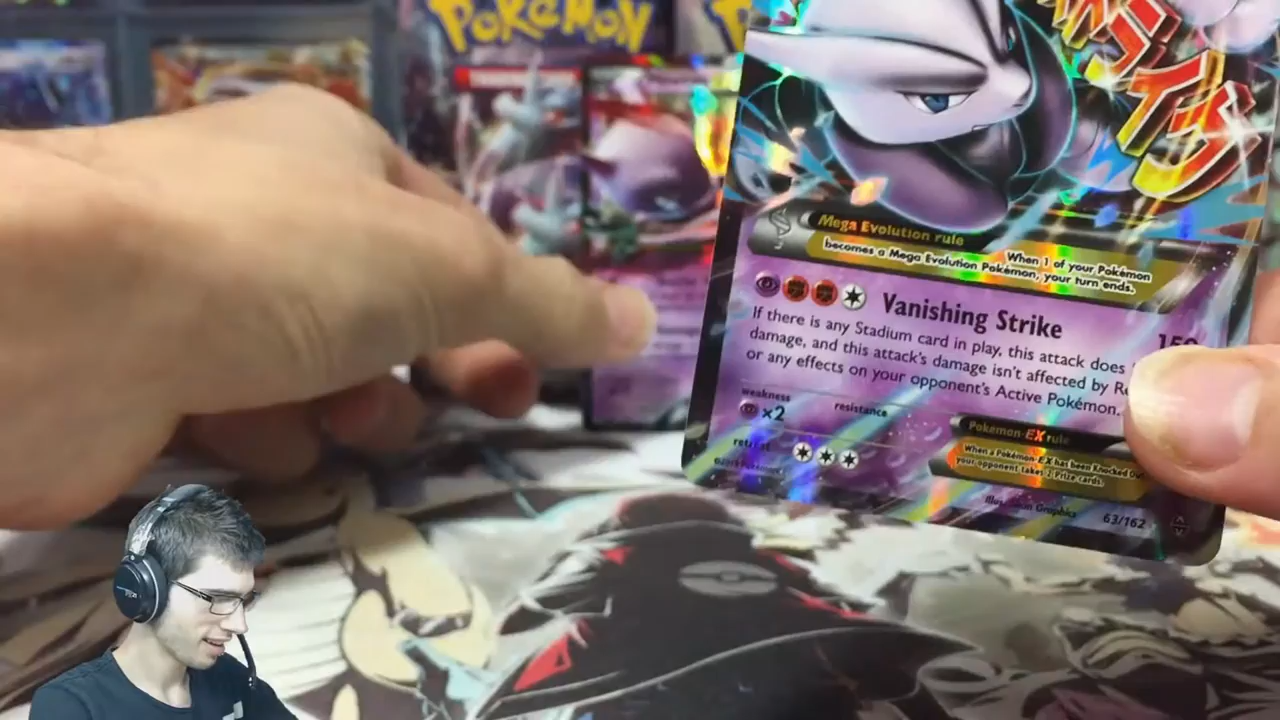 POKéMON
Mega Evolution rule
When 1 of your Pokémon
becomes a Mega Evolution Pokémon, your turn ends.
Vanishing Strike
If there is any Stadium card in play, this attack does
damage, and this attack's damage isn't affected by
or any effects on your opponent's Active Pokémon.
weakness
×2
resistance
retreat
Pokémon-EX rule
When a Pokémon-EX has been Knocked Out,
your opponent takes 2 Prize cards.
63/162